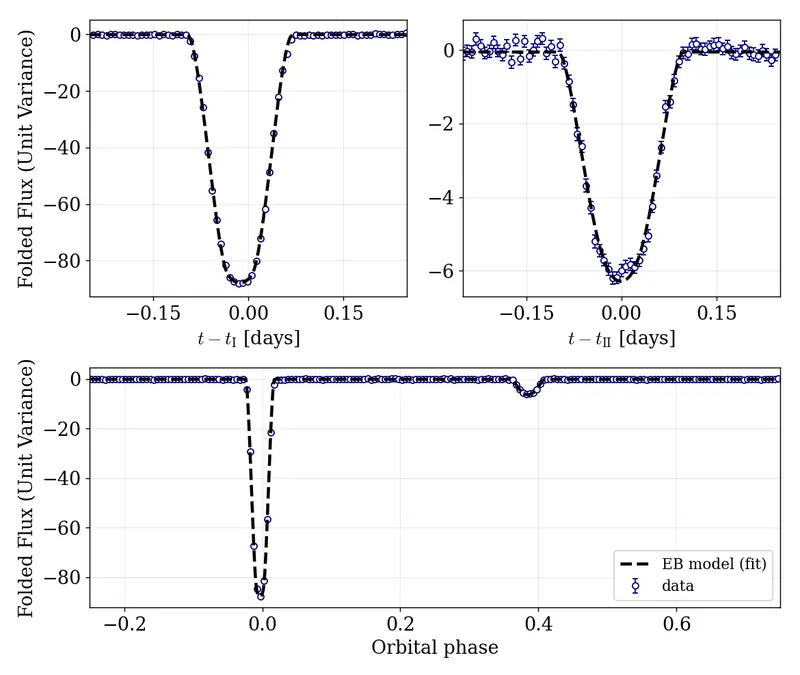 Folded Flux (Unit Variance)
0
−20
−40
−60
−80
−0.15 0.00 0.15
t − tI [days]
0
−2
−4
−6
−0.15 0.00 0.15
t − tII [days]
Folded Flux (Unit Variance)
0
−20
−40
−60
−80
−0.2 0.0 0.2 0.4 0.6
Orbital phase
EB model (fit)
data